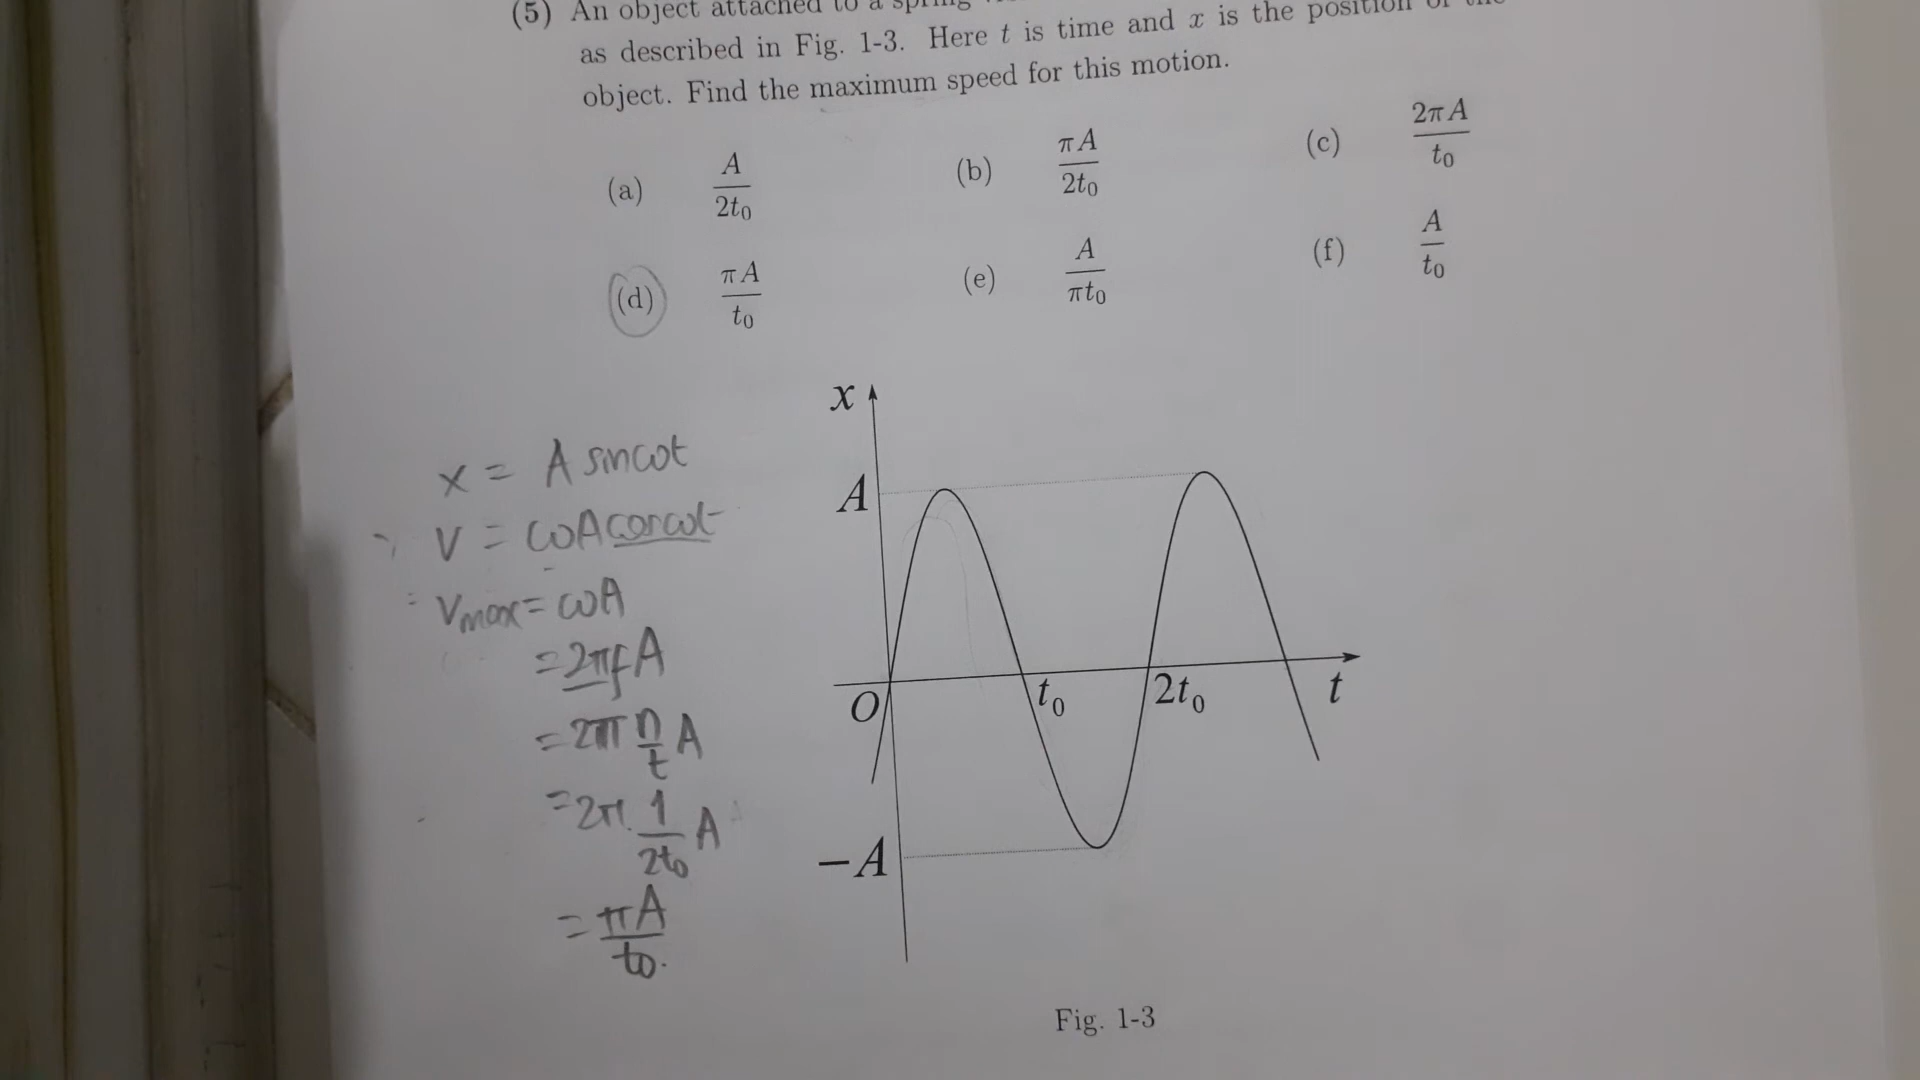 (5) An object attached to a spring
as described in Fig. 1-3. Here t is time and x is the position of the
object. Find the maximum speed for this motion.
(a) A/2t₀ (b) πA/2t₀ (c) 2πA/t₀
(d) πA/t₀ (e) A/πt₀ (f) A/t₀
x
A
O t₀ 2t₀ t
−A
Fig. 1-3
x = A sinωt
v = ωA cosωt
Vmax = ωA
= 2πfA
= 2π n/t A
= 2π. 1/2t₀ A
= πA/t₀.